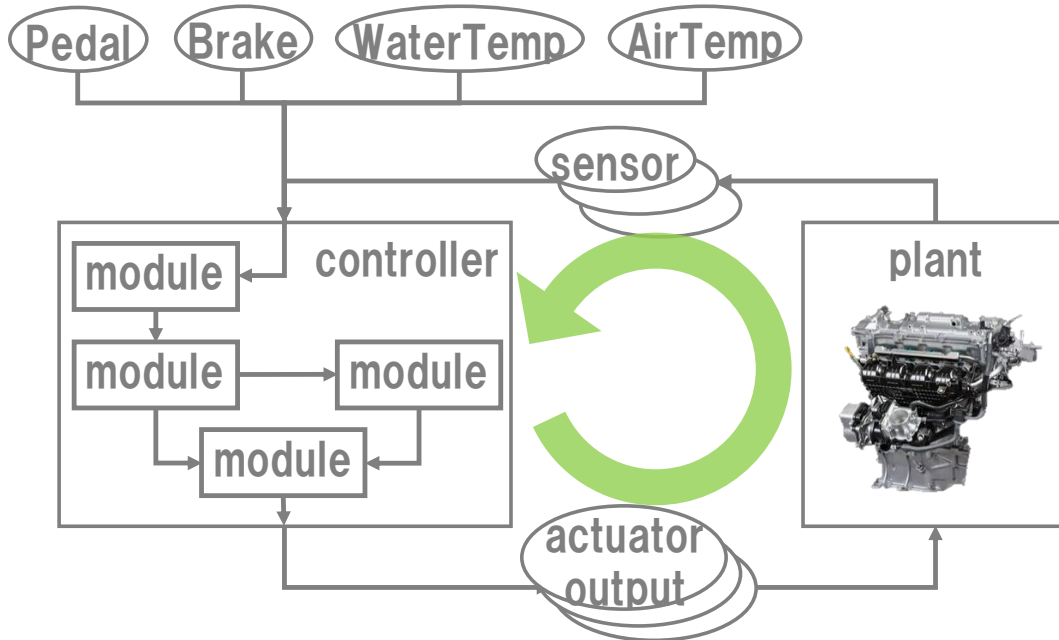 Pedal
Brake
WaterTemp
AirTemp
sensor
controller
plant
module
module
module
module
actuator
output